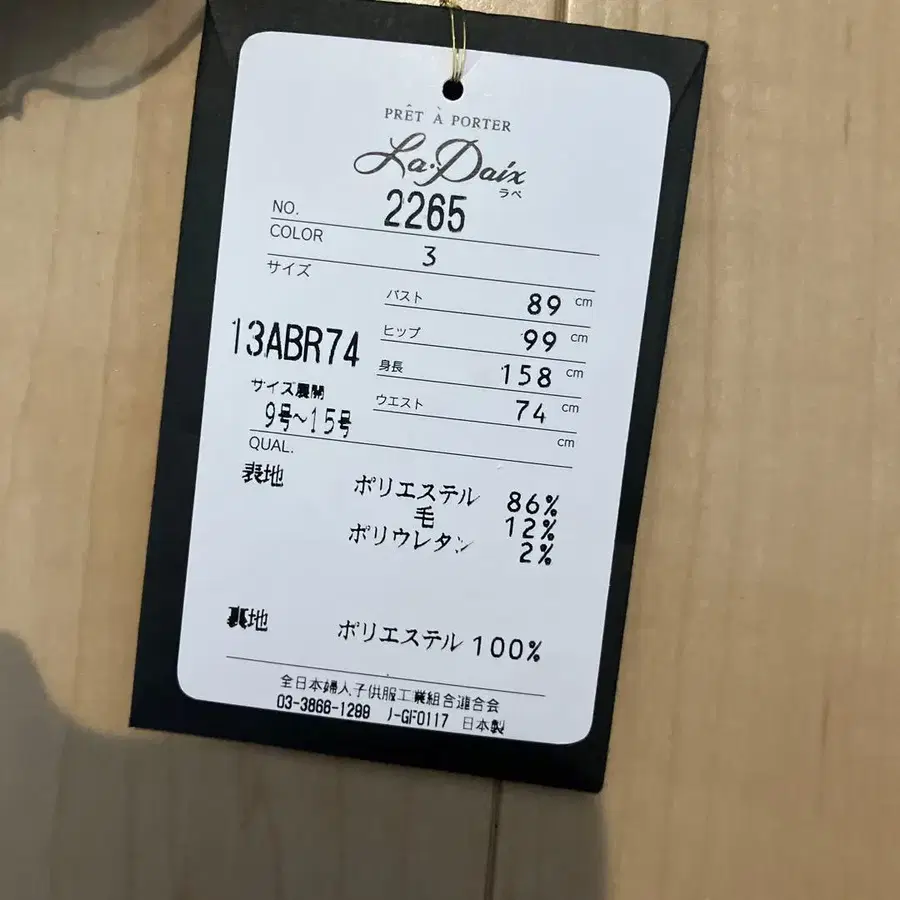 PRÊT À PORTER
La・Paix
ラペ
NO. 2265
COLOR 3
サイズ
バスト 89 cm
ヒップ 99 cm
13ABR74
身長 158 cm
サイズ展開
ウエスト 74 cm
9号~15号
cm
QUAL.
表地 ポリエステル 86%
毛 12%
ポリウレタン 2%
裏地 ポリエステル 100%
全日本婦人子供服工業組合連合会
03-3866-1288 J-GF0117 日本製